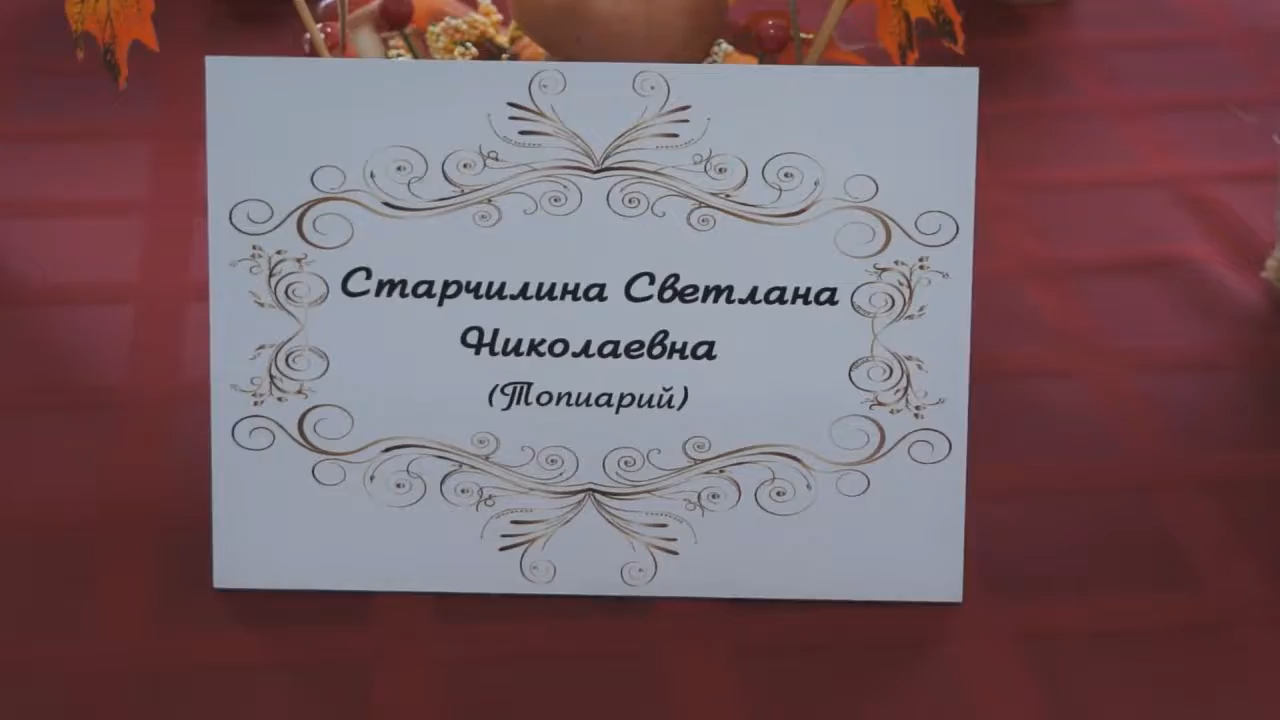 Старчилина Светлана
Николаевна
(Топиарий)